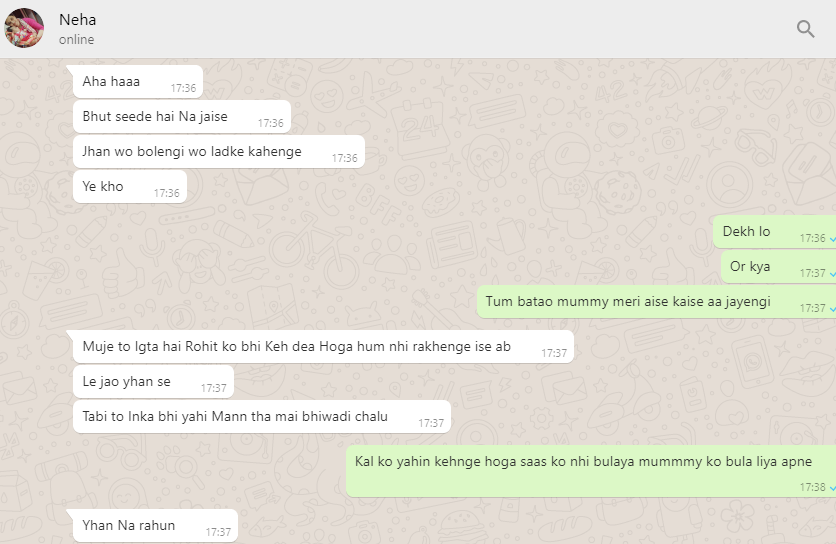 Neha
online
Aha haaa 17:36
Bhut seede hai Na jaise 17:36
Jhan wo bolengi wo ladke kahenge 17:36
Ye kho 17:36
Dekh lo 17:36
Or kya 17:37
Tum batao mummy meri aise kaise aa jayengi 17:37
Muje to lgta hai Rohit ko bhi Keh dea Hoga hum nhi rakhenge ise ab 17:37
Le jao yhan se 17:37
Tabi to Inka bhi yahi Mann tha mai bhiwadi chalu 17:37
Kal ko yahin kehnge hoga saas ko nhi bulaya mummmy ko bula liya apne
17:38
Yhan Na rahun 17:37